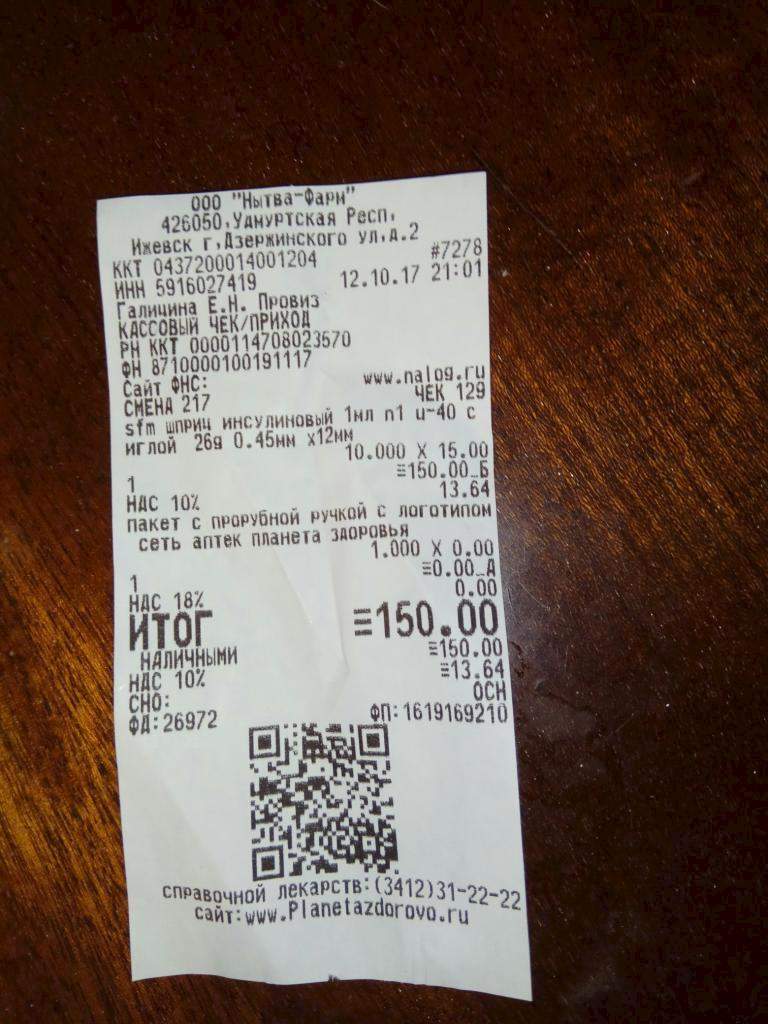 ООО "Нытва-Фарм"
426050,Удмуртская Респ,
Ижевск г,Дзержинского ул,д.2
ККТ 0437200014001204 #7278
ИНН 5916027419 12.10.17 21:01
Галицина Е.Н. Провиз
КАССОВЫЙ ЧЕК/ПРИХОД
РН ККТ 0000114708023570
ФН 8710000100191117
Сайт ФНС: www.nalog.ru
СМЕНА 217 ЧЕК 129
sfm шприц инсулиновый 1мл n1 u-40 с
иглой 26g 0.45мм х12мм
10.000 X 15.00
1 ≡150.00_Б
НДС 10% 13.64
пакет с прорубной ручкой с логотипом
сеть аптек планета здоровья
1.000 X 0.00
1 ≡0.00_А
НДС 18% 0.00
ИТОГ ≡150.00
НАЛИЧНЫМИ ≡150.00
НДС 10% ≡13.64
СНО: ОСН
ФД:26972 ФП:1619169210
справочной лекарств:(3412)31-22-22
сайт:www.Planetazdorovo.ru